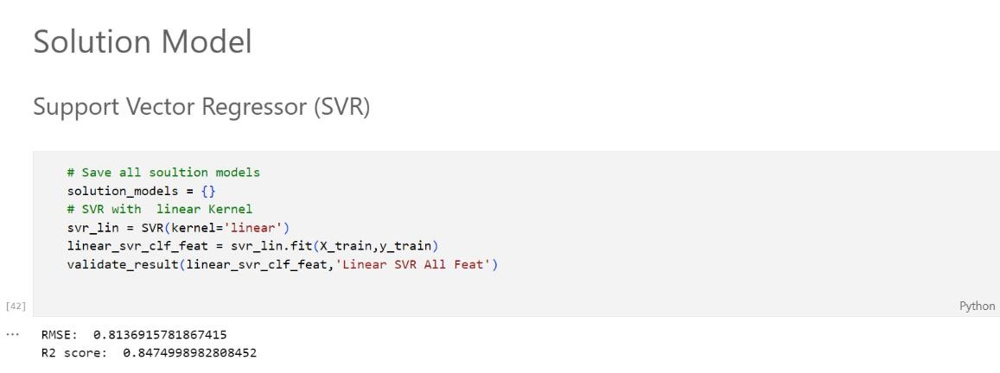 Solution Model
Support Vector Regressor (SVR)
# Save all soultion models
solution_models = {}
# SVR with  linear Kernel
svr_lin = SVR(kernel='linear')
linear_svr_clf_feat = svr_lin.fit(X_train,y_train)
validate_result(linear_svr_clf_feat,'Linear SVR All Feat')
[42]
Python
...
RMSE:  0.8136915781867415
R2 score:  0.8474998982808452